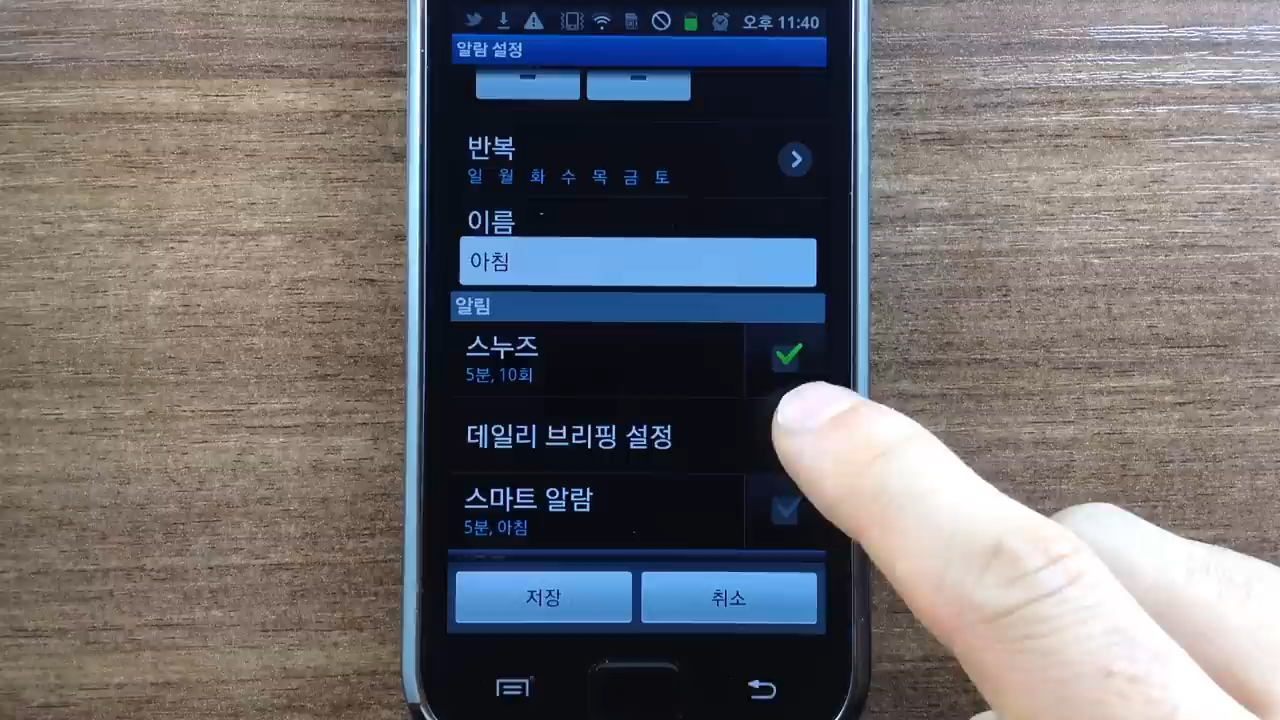 오후 11:40
알람 설정
반복
일 월 화 수 목 금 토
이름
아침
알림
스누즈
5분, 10회
데일리 브리핑 설정
스마트 알람
5분, 아침
저장 취소